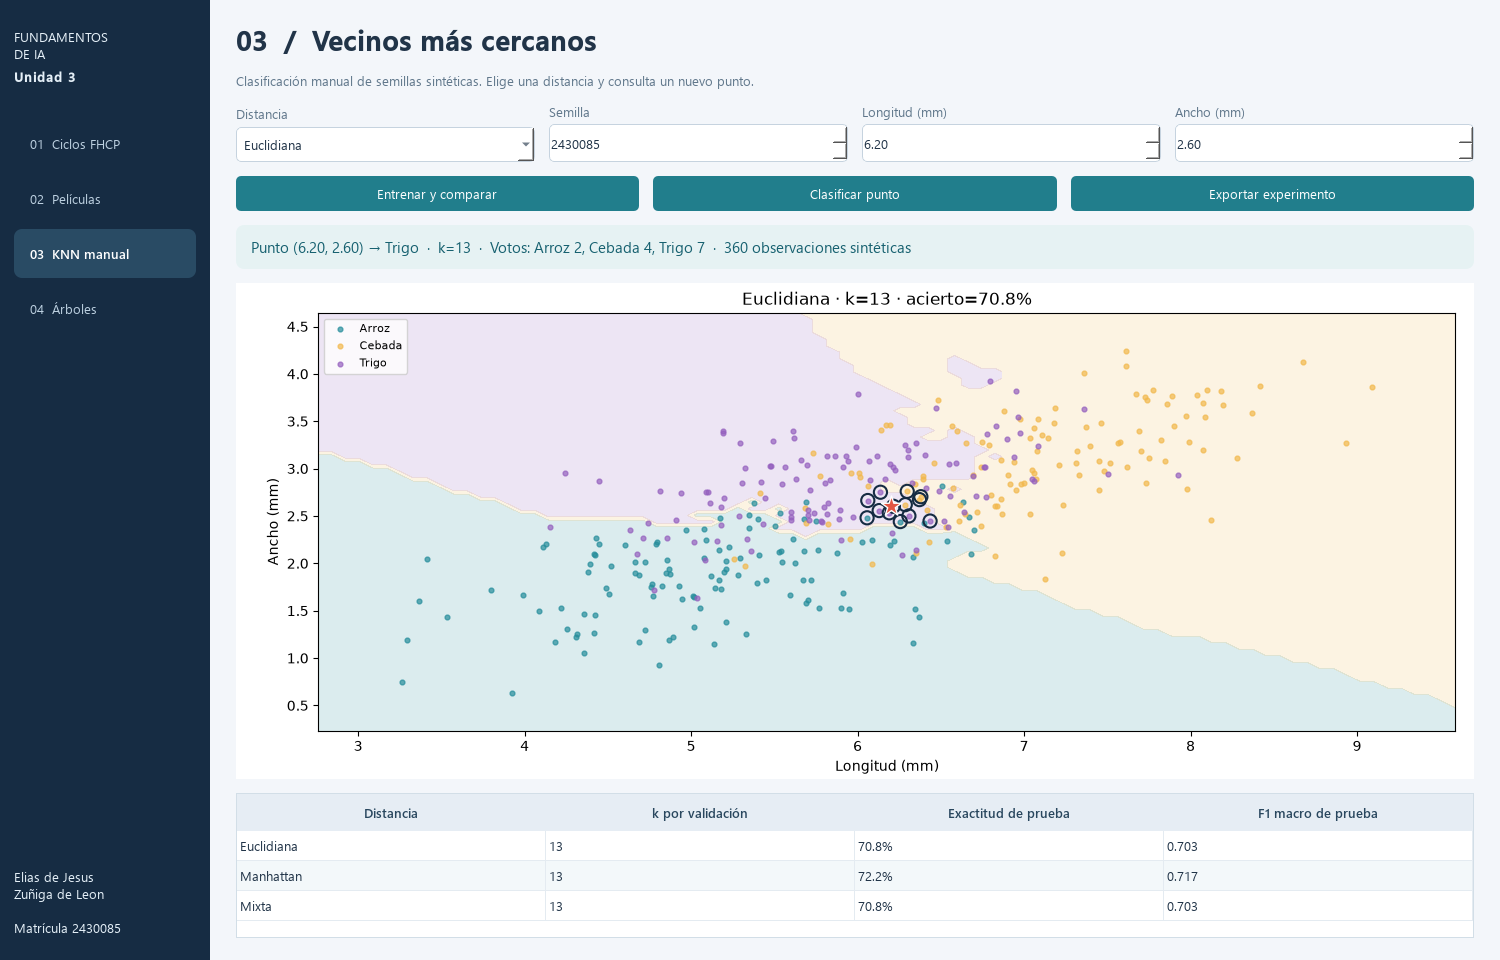 FUNDAMENTOS
DE IA
Unidad 3
01 Ciclos FHCP
02 Películas
03 KNN manual
04 Árboles
Elias de Jesus
Zuñiga de Leon
Matrícula 2430085
03 / Vecinos más cercanos
Clasificación manual de semillas sintéticas. Elige una distancia y consulta un nuevo punto.
Distancia
Semilla
Longitud (mm)
Ancho (mm)
Euclidiana
2430085
6.20
2.60
Entrenar y comparar
Clasificar punto
Exportar experimento
Punto (6.20, 2.60) → Trigo · k=13 · Votos: Arroz 2, Cebada 4, Trigo 7 · 360 observaciones sintéticas
Euclidiana · k=13 · acierto=70.8%
Arroz
Cebada
Trigo
4.5
4.0
3.5
3.0
2.5
2.0
1.5
1.0
0.5
Ancho (mm)
3 4 5 6 7 8 9
Longitud (mm)
Distancia k por validación Exactitud de prueba F1 macro de prueba
Euclidiana 13 70.8% 0.703
Manhattan 13 72.2% 0.717
Mixta 13 70.8% 0.703